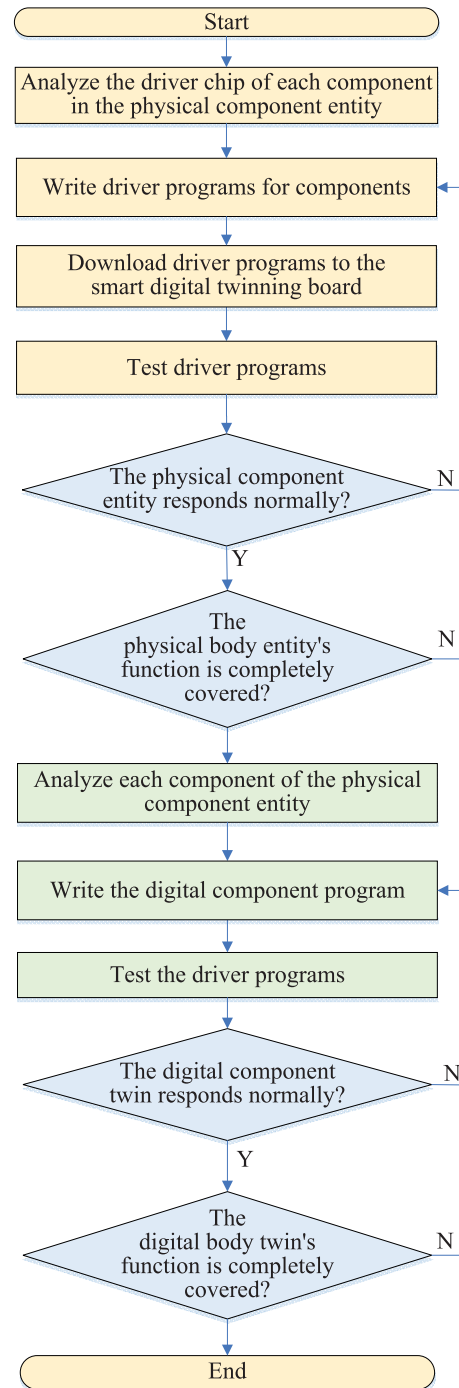 Start
Analyze the driver chip of each component
in the physical component entity
Write driver programs for components
Download driver programs to the
smart digital twinning board
Test driver programs
The physical component
entity responds normally?
N
Y
The
physical body entity's
function is completely
covered?
N
Analyze each component of the physical
component entity
Write the digital component program
Test the driver programs
The digital component
twin responds normally?
N
Y
The
digital body twin's
function is completely
covered?
N
End